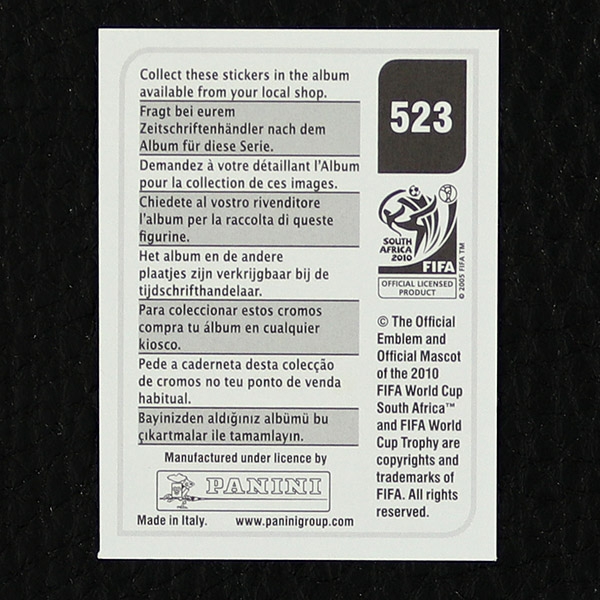 Collect these stickers in the album
available from your local shop.
Fragt bei eurem
Zeitschriftenhändler nach dem
Album für diese Serie.
Demandez à votre détaillant l'Album
pour la collection de ces images.
Chiedete al vostro rivenditore
l'album per la raccolta di queste
figurine.
Het album en de andere
plaatjes zijn verkrijgbaar bij de
tijdschrifthandelaar.
Para coleccionar estos cromos
compra tu álbum en cualquier
kiosco.
Pede a caderneta desta colecção
de cromos no teu ponto de venda
habitual.
Bayinizden aldığınız albümü bu
çıkartmalar ile tamamlayın.
Manufactured under licence by
PANINI
Made in Italy. www.paninigroup.com
523
SOUTH
AFRICA
2010
FIFA
© 2005 FIFA TM
OFFICIAL LICENSED
PRODUCT
© The Official
Emblem and
Official Mascot
of the 2010
FIFA World Cup
South Africa™
and FIFA World
Cup Trophy are
copyrights and
trademarks of
FIFA. All rights
reserved.